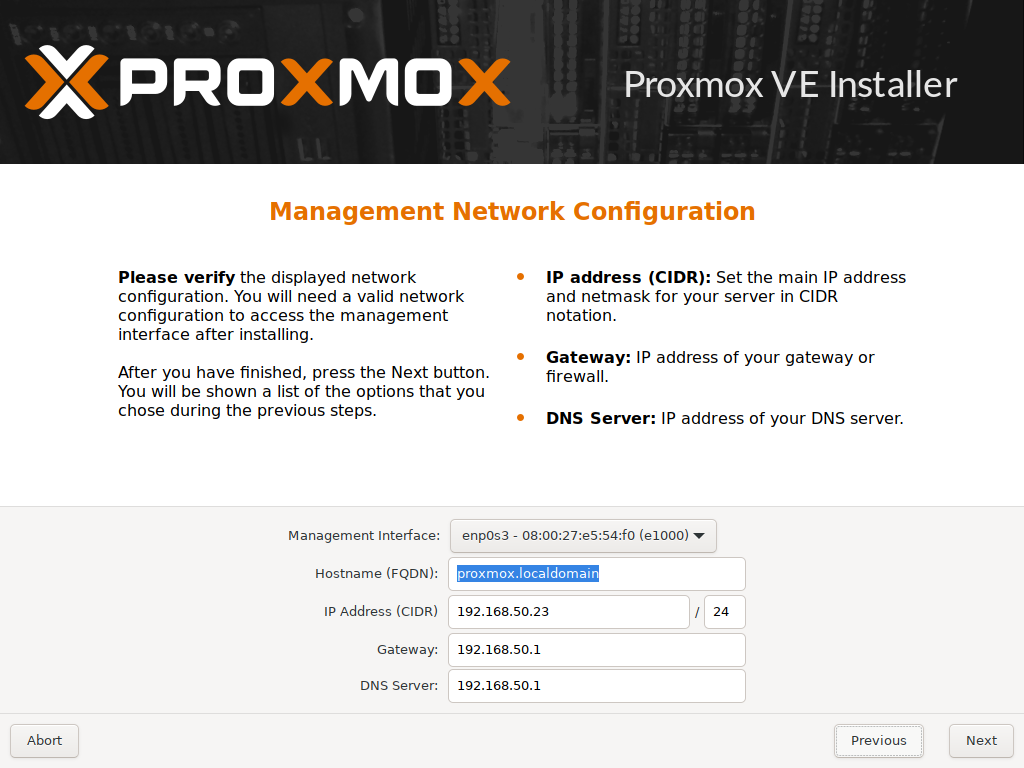 PROXMOX
Proxmox VE Installer
Management Network Configuration
Please verify the displayed network
configuration. You will need a valid network
configuration to access the management
interface after installing.
After you have finished, press the Next button.
You will be shown a list of the options that you
chose during the previous steps.
• IP address (CIDR): Set the main IP address
and netmask for your server in CIDR
notation.
• Gateway: IP address of your gateway or
firewall.
• DNS Server: IP address of your DNS server.
Management Interface: enp0s3 - 08:00:27:e5:54:f0 (e1000)
Hostname (FQDN): proxmox.localdomain
IP Address (CIDR) 192.168.50.23 / 24
Gateway: 192.168.50.1
DNS Server: 192.168.50.1
Abort Previous Next